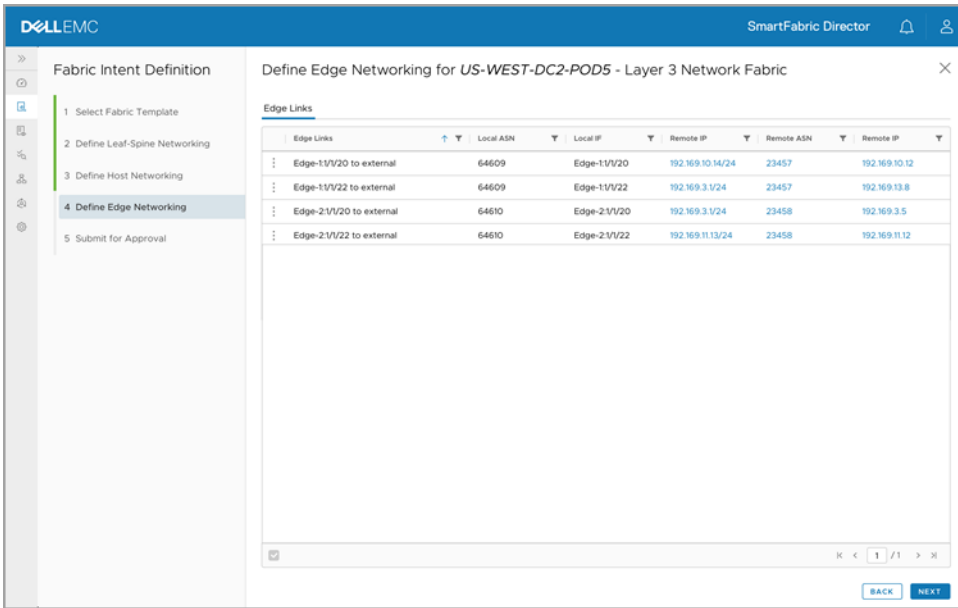 DELLEMC
SmartFabric Director
Fabric Intent Definition
1 Select Fabric Template
2 Define Leaf-Spine Networking
3 Define Host Networking
4 Define Edge Networking
5 Submit for Approval
Define Edge Networking for US-WEST-DC2-POD5 - Layer 3 Network Fabric
Edge Links
Edge Links Local ASN Local IF Remote IP Remote ASN Remote IP
Edge-1:1/1/20 to external 64609 Edge-1:1/1/20 192.169.10.14/24 23457 192.169.10.12
Edge-1:1/1/22 to external 64609 Edge-1:1/1/22 192.169.3.1/24 23457 192.169.13.8
Edge-2:1/1/20 to external 64610 Edge-2:1/1/20 192.169.3.1/24 23458 192.169.3.5
Edge-2:1/1/22 to external 64610 Edge-2:1/1/22 192.169.11.13/24 23458 192.169.11.12
1 / 1
BACK NEXT